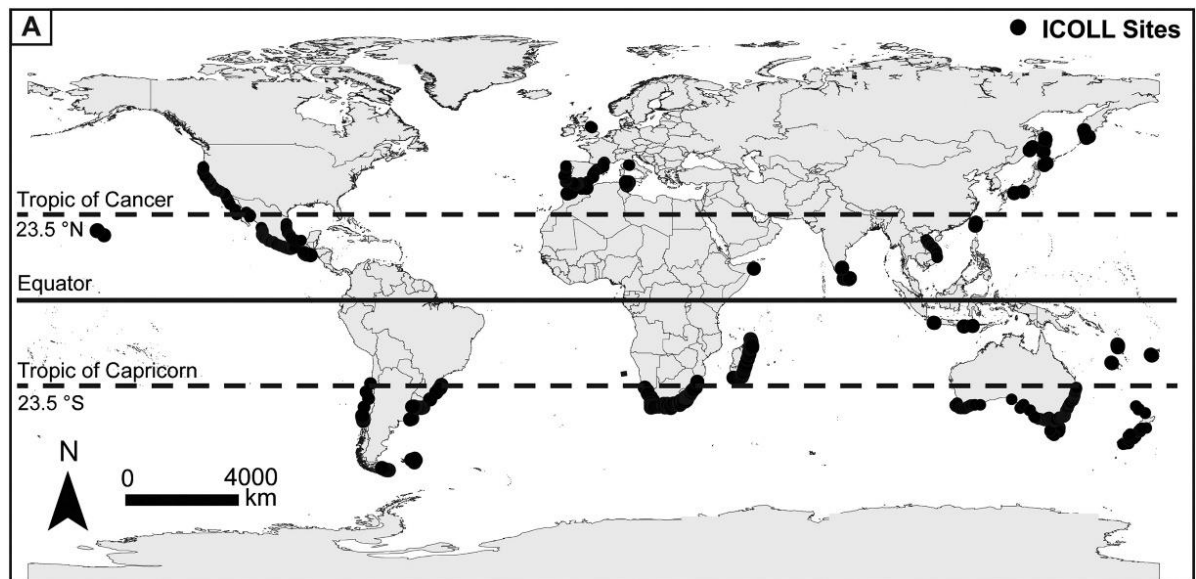 A
ICOLL Sites
Tropic of Cancer
23.5 °N
Equator
Tropic of Capricorn
23.5 °S
N
0 4000
km